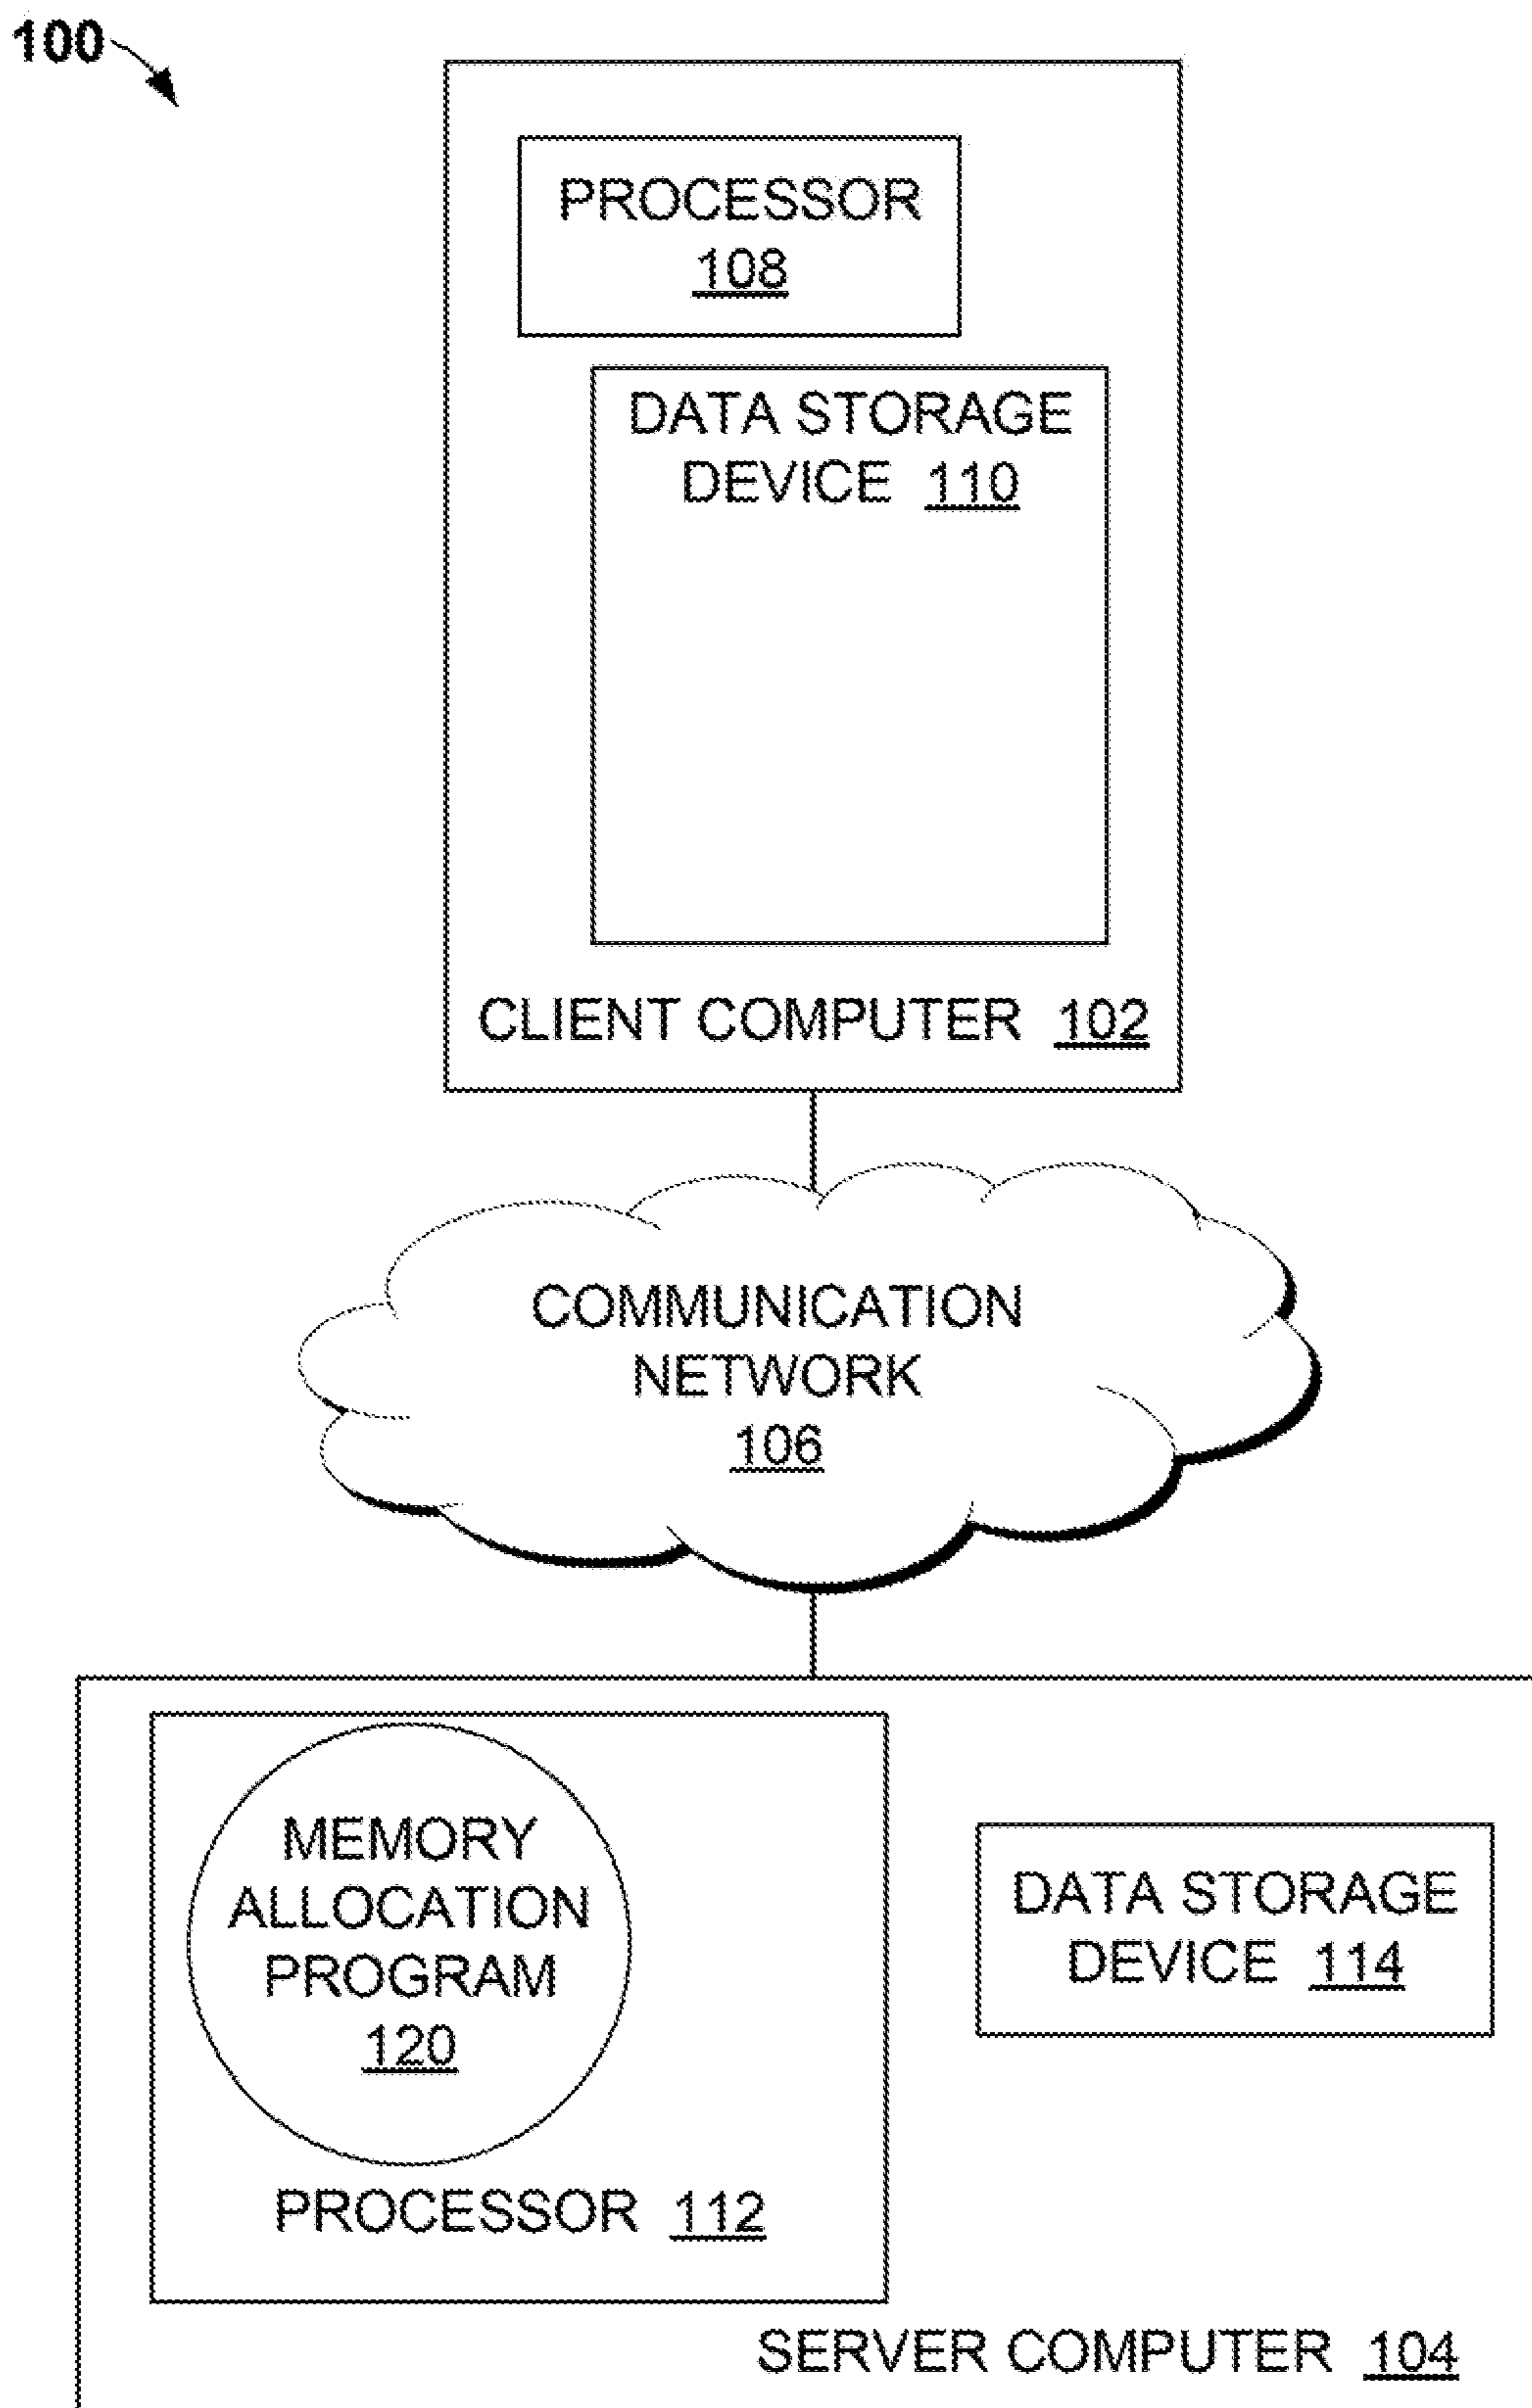 100
PROCESSOR
108
DATA STORAGE
DEVICE 110
CLIENT COMPUTER 102
COMMUNICATION
NETWORK
106
MEMORY
ALLOCATION
PROGRAM
120
PROCESSOR 112
DATA STORAGE
DEVICE 114
SERVER COMPUTER 104